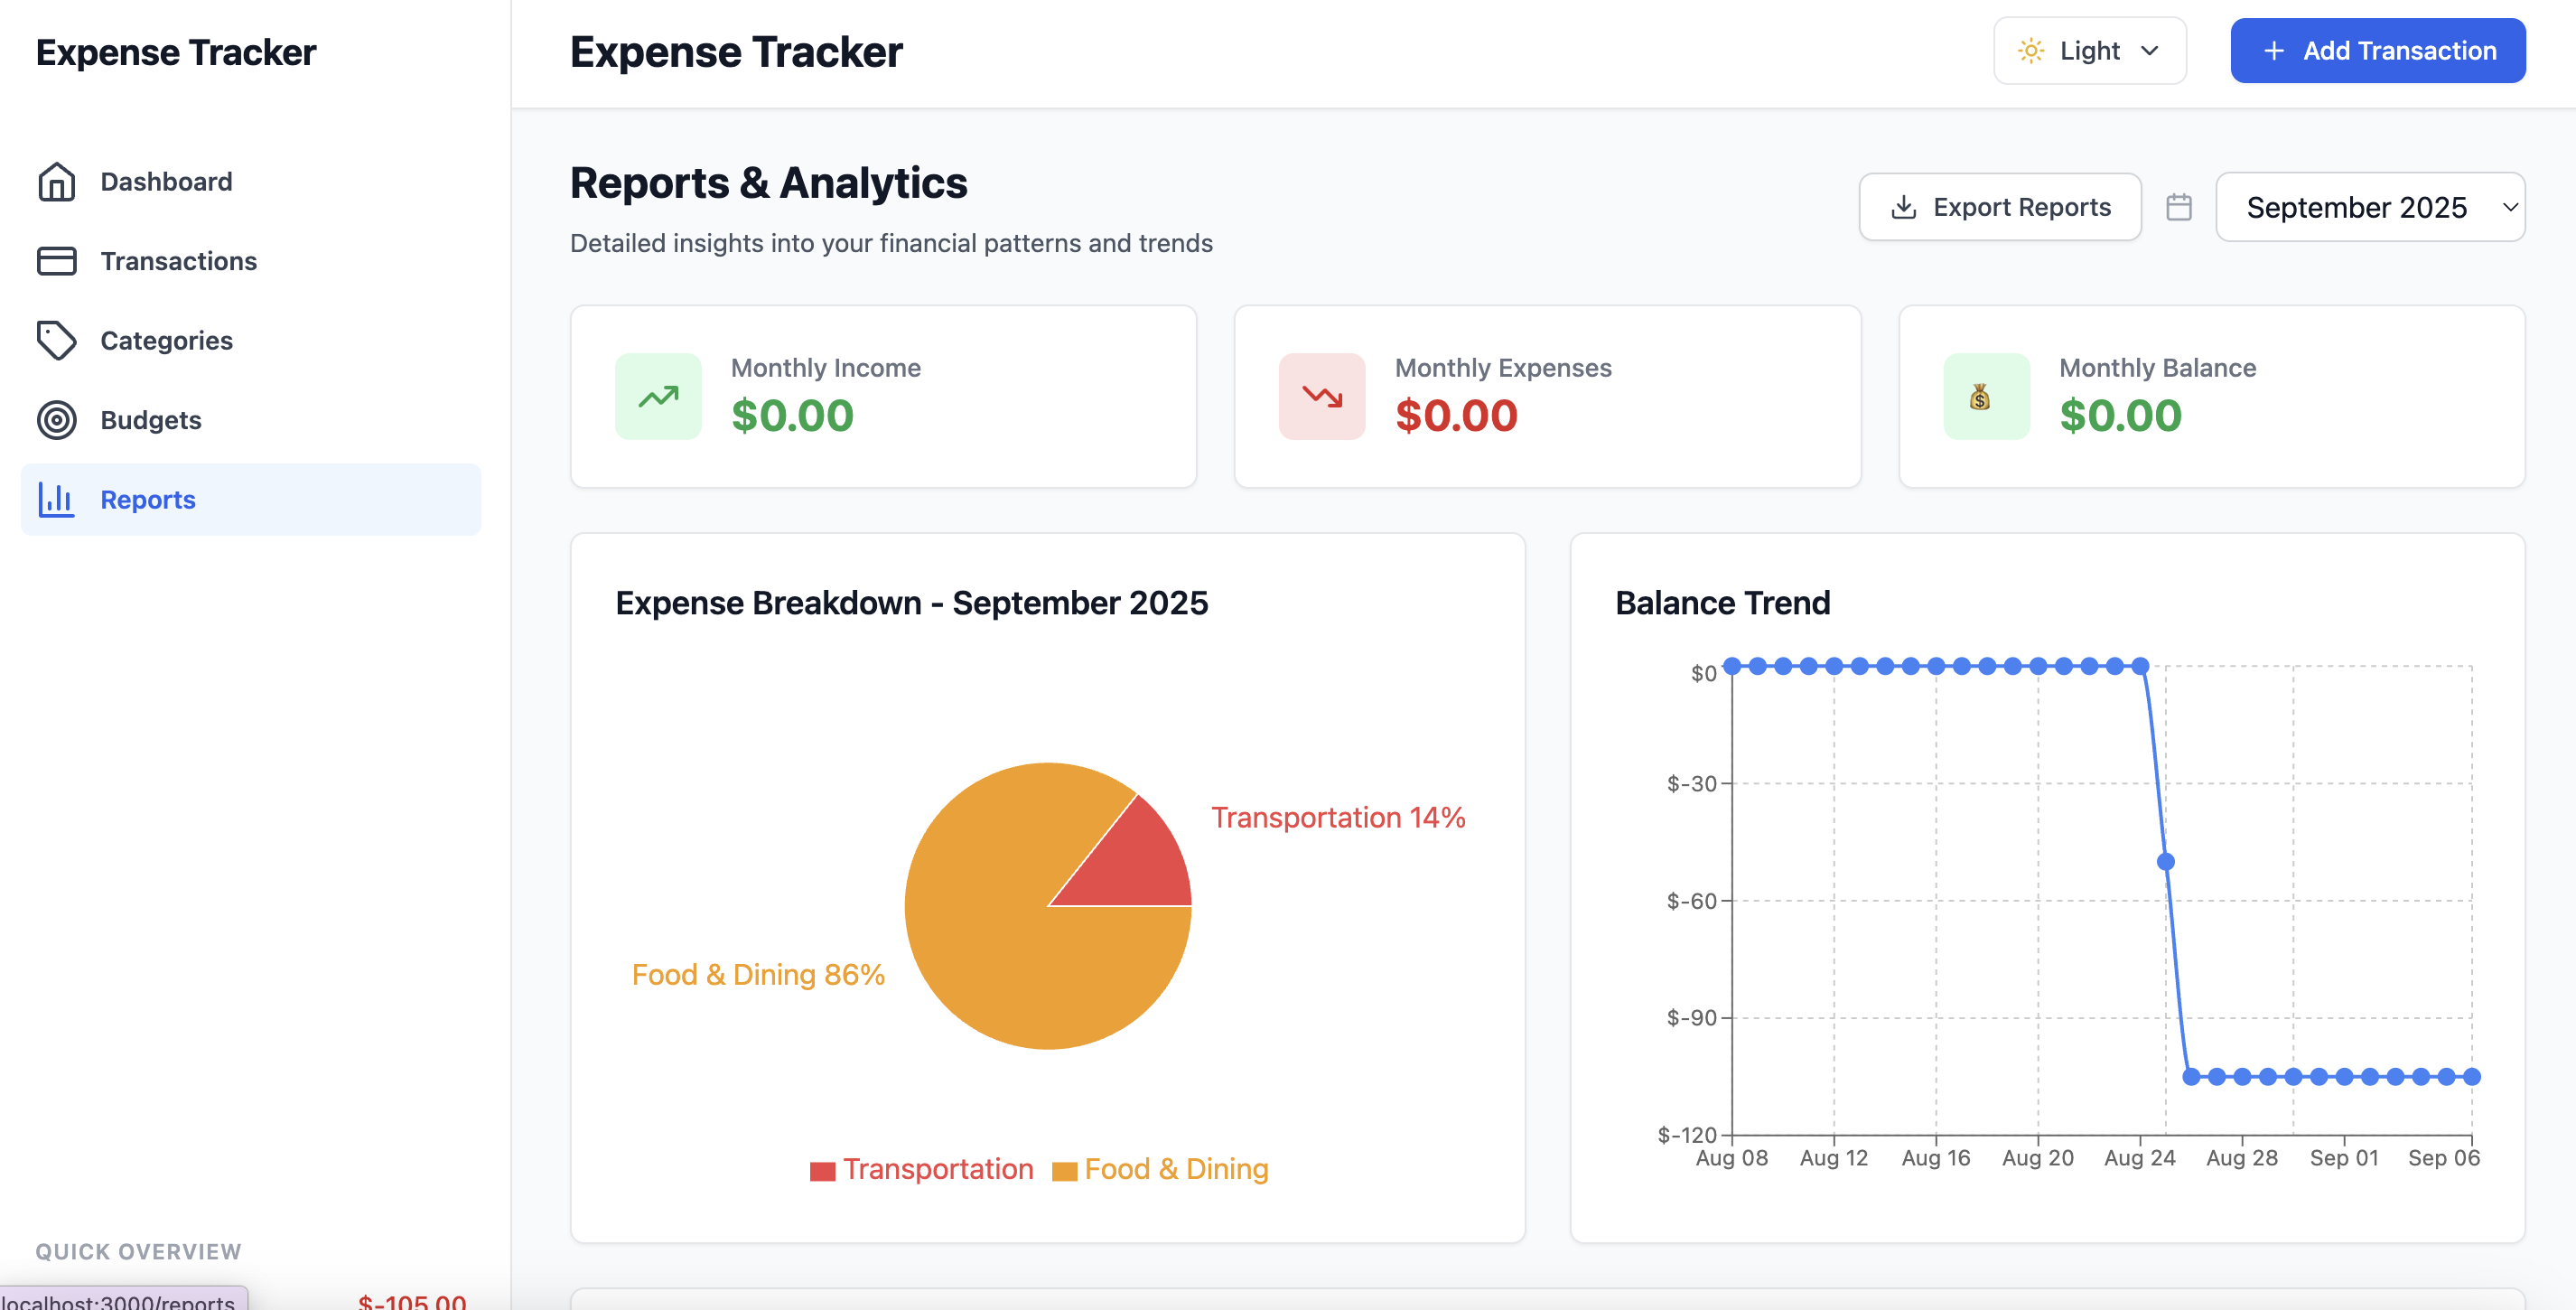 Expense Tracker
Dashboard
Transactions
Categories
Budgets
Reports
QUICK OVERVIEW
localhost:3000/reports
$-105.00
Expense Tracker
Light
Add Transaction
Reports & Analytics
Detailed insights into your financial patterns and trends
Export Reports
September 2025
Monthly Income
$0.00
Monthly Expenses
$0.00
Monthly Balance
$0.00
Expense Breakdown - September 2025
Transportation 14%
Food & Dining 86%
Transportation
Food & Dining
Balance Trend
$0
$-30
$-60
$-90
$-120
Aug 08 Aug 12 Aug 16 Aug 20 Aug 24 Aug 28 Sep 01 Sep 06